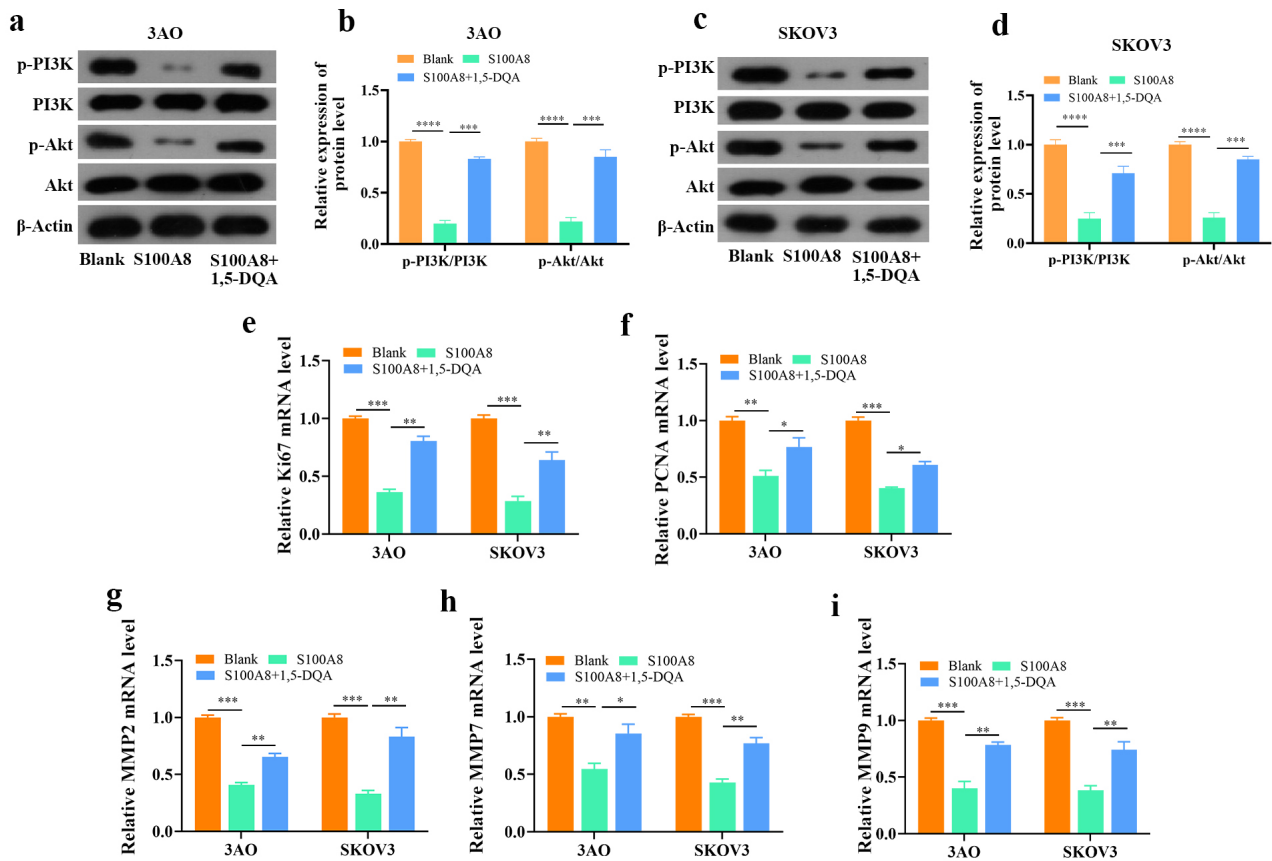 a
3AO
p-PI3K
PI3K
p-Akt
Akt
β-Actin
Blank S100A8 S100A8+
1,5-DQA
b
3AO
Blank S100A8
S100A8+1,5-DQA
Relative expression of
protein level
1.5
1.0
0.5
0.0
**** *** **** ***
p-PI3K/PI3K p-Akt/Akt
c
SKOV3
p-PI3K
PI3K
p-Akt
Akt
β-Actin
Blank S100A8 S100A8+
1,5-DQA
d
SKOV3
Blank S100A8
S100A8+1,5-DQA
Relative expression of
protein level
1.5
1.0
0.5
0.0
**** *** **** ***
p-PI3K/PI3K p-Akt/Akt
e
Blank S100A8
S100A8+1,5-DQA
Relative Ki67 mRNA level
1.5
1.0
0.5
0.0
*** ** *** **
3AO SKOV3
f
Blank S100A8
S100A8+1,5-DQA
Relative PCNA mRNA level
1.5
1.0
0.5
0.0
** * *** *
3AO SKOV3
g
Blank S100A8
S100A8+1,5-DQA
Relative MMP2 mRNA level
1.5
1.0
0.5
0.0
*** ** *** **
3AO SKOV3
h
Blank S100A8
S100A8+1,5-DQA
Relative MMP7 mRNA level
1.5
1.0
0.5
0.0
** * *** **
3AO SKOV3
i
Blank S100A8
S100A8+1,5-DQA
Relative MMP9 mRNA level
1.5
1.0
0.5
0.0
*** ** *** **
3AO SKOV3